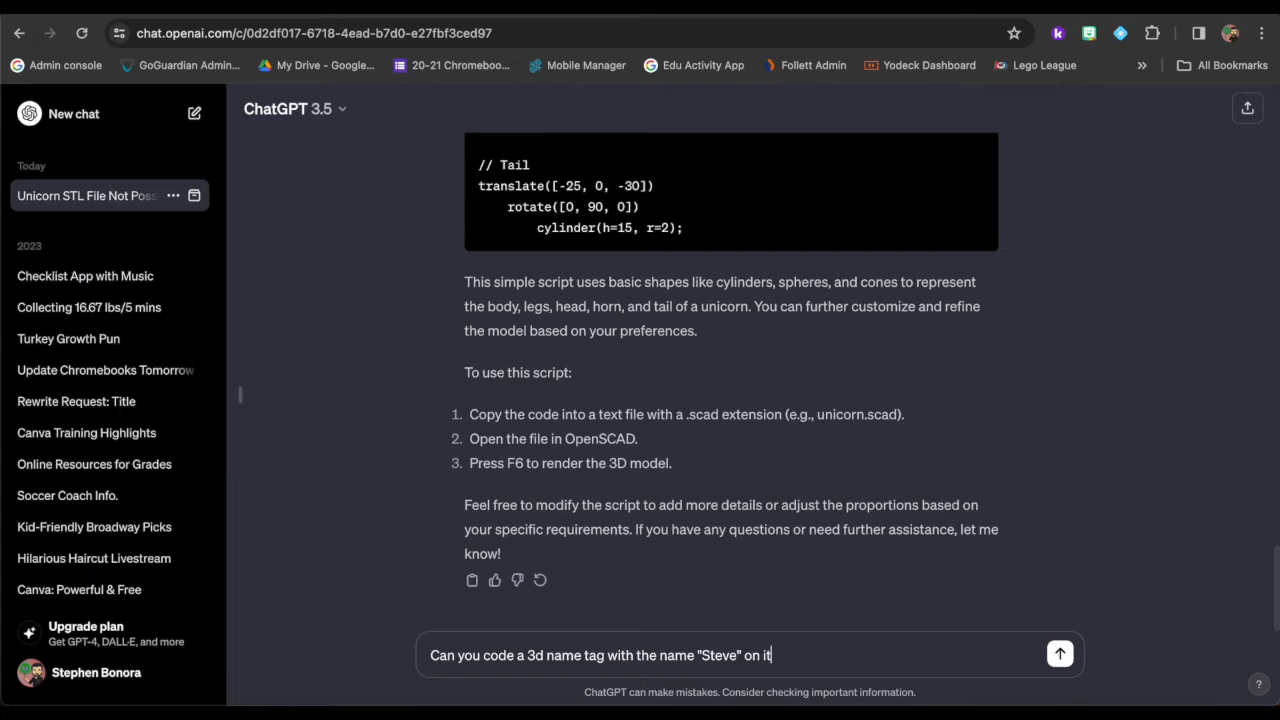 chat.openai.com/c/0d2df017-6718-4ead-b7d0-e27fbf3ced97
Admin console
GoGuardian Admin...
My Drive - Google...
20-21 Chromeboo...
Mobile Manager
Edu Activity App
Follett Admin
Yodeck Dashboard
Lego League
»
All Bookmarks
New chat
Today
Unicorn STL File Not Poss
2023
Checklist App with Music
Collecting 16.67 lbs/5 mins
Turkey Growth Pun
Update Chromebooks Tomorrow
Rewrite Request: Title
Canva Training Highlights
Online Resources for Grades
Soccer Coach Info.
Kid-Friendly Broadway Picks
Hilarious Haircut Livestream
Canva: Powerful & Free
Upgrade plan
Get GPT-4, DALL·E, and more
Stephen Bonora
ChatGPT 3.5
// Tail
translate([-25, 0, -30])
rotate([0, 90, 0])
cylinder(h=15, r=2);
This simple script uses basic shapes like cylinders, spheres, and cones to represent
the body, legs, head, horn, and tail of a unicorn. You can further customize and refine
the model based on your preferences.
To use this script:
1. Copy the code into a text file with a .scad extension (e.g., unicorn.scad).
2. Open the file in OpenSCAD.
3. Press F6 to render the 3D model.
Feel free to modify the script to add more details or adjust the proportions based on
your specific requirements. If you have any questions or need further assistance, let me
know!
Can you code a 3d name tag with the name "Steve" on it
ChatGPT can make mistakes. Consider checking important information.
?